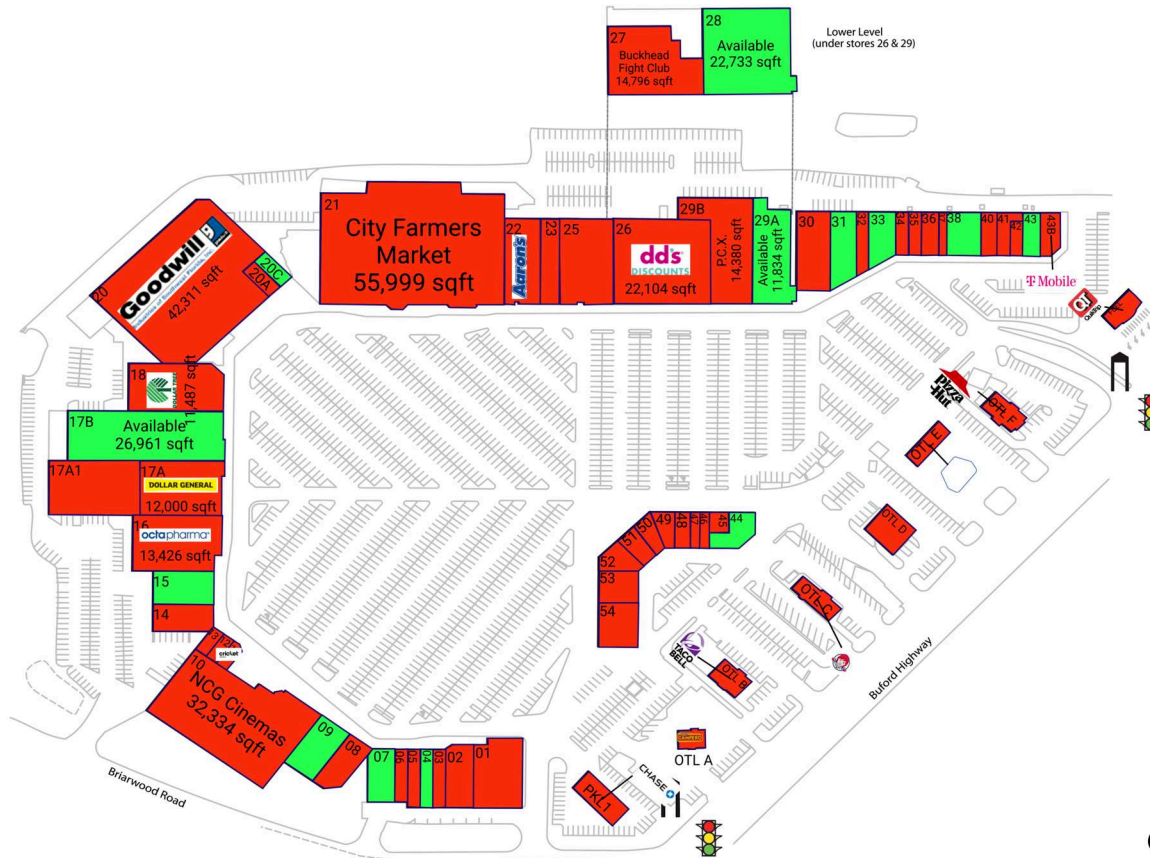 28
Available
22,733 sqft
27
Buckhead
Fight Club
14,796 sqft
Lower Level
(under stores 26 & 29)
21
City Farmers
Market
55,999 sqft
22
Aaron's
23
25
26
dd's
DISCOUNTS
22,104 sqft
29B
P.C.X.
14,380 sqft
29A
Available
11,834 sqft
30
31
32
33
34
35
36
38
40
41
42
43
43B
T Mobile
QT
QuikTrip
20
Goodwill
42,311 sqft
20C
20A
18
DOLLAR TREE
11,487 sqft
17B
Available
26,961 sqft
17A1
17A
DOLLAR GENERAL
12,000 sqft
16
octapharma
13,426 sqft
15
14
cricket
10
NCG Cinemas
32,334 sqft
09
08
07
06
05
04
03
02
01
Pizza
Hut
OTL F
OTL E
OTL D
OTL C
TACO
BELL
OTL B
OTL A
CHASE
PKL1
44
45
46
47
48
49
50
51
52
53
54
Buford Highway
Briarwood Road